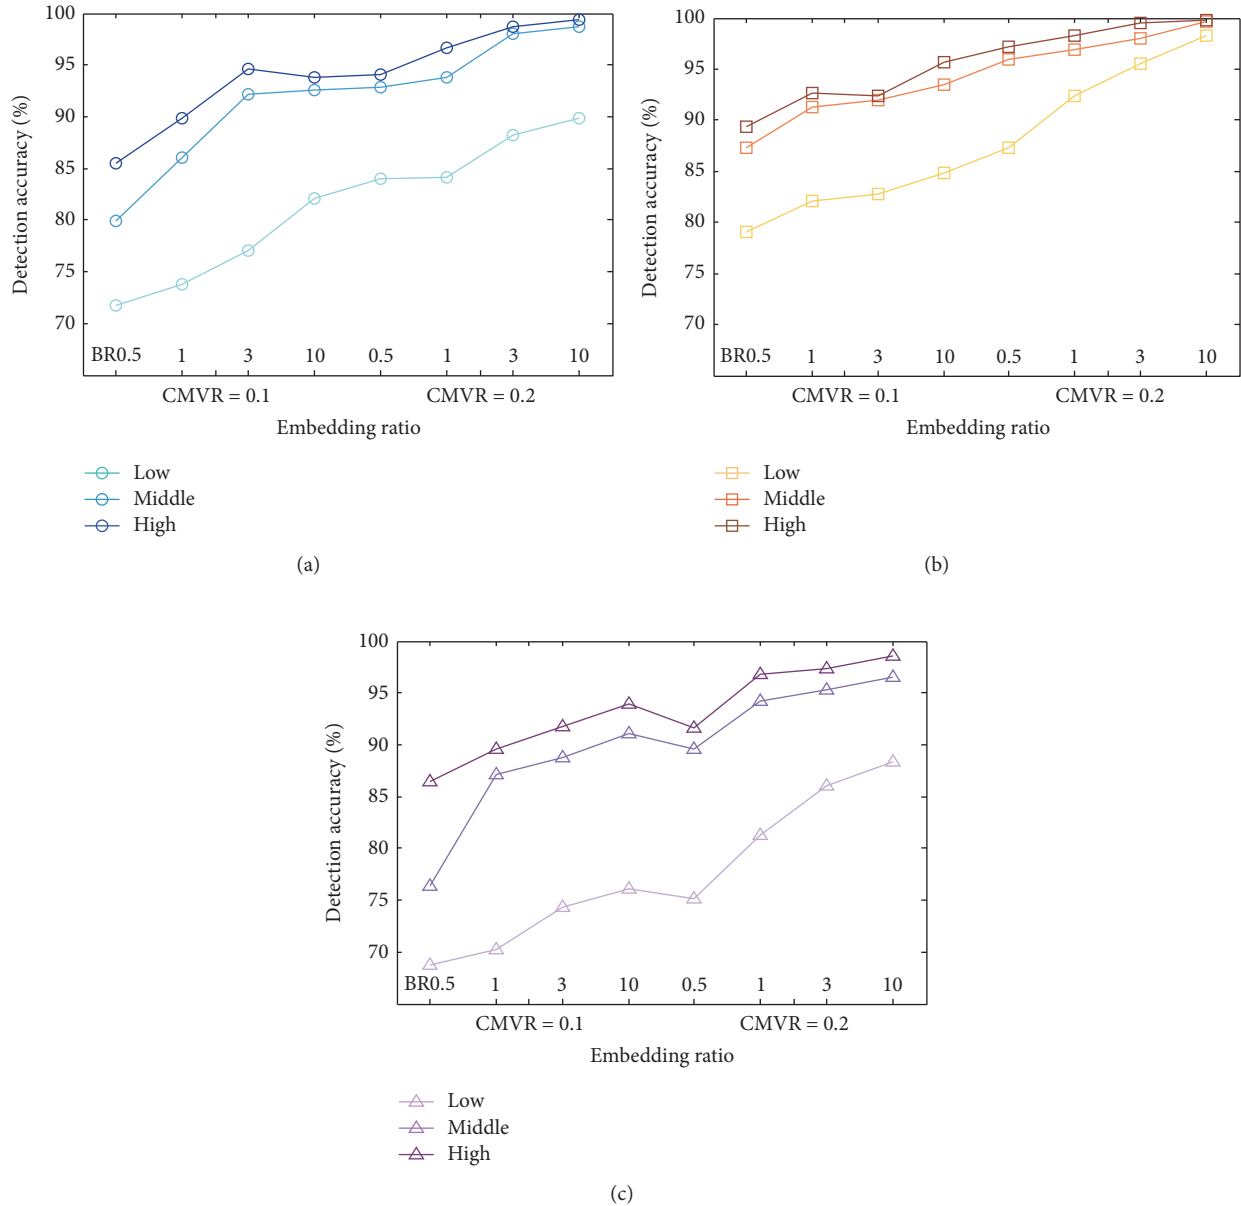 100
95
90
85
80
75
70
Detection accuracy (%)
BR0.5 1 3 10 0.5 1 3 10
CMVR = 0.1 CMVR = 0.2
Embedding ratio
Low
Middle
High
(a)
100
95
90
85
80
75
70
Detection accuracy (%)
BR0.5 1 3 10 0.5 1 3 10
CMVR = 0.1 CMVR = 0.2
Embedding ratio
Low
Middle
High
(b)
100
95
90
85
80
75
70
Detection accuracy (%)
BR0.5 1 3 10 0.5 1 3 10
CMVR = 0.1 CMVR = 0.2
Embedding ratio
Low
Middle
High
(c)